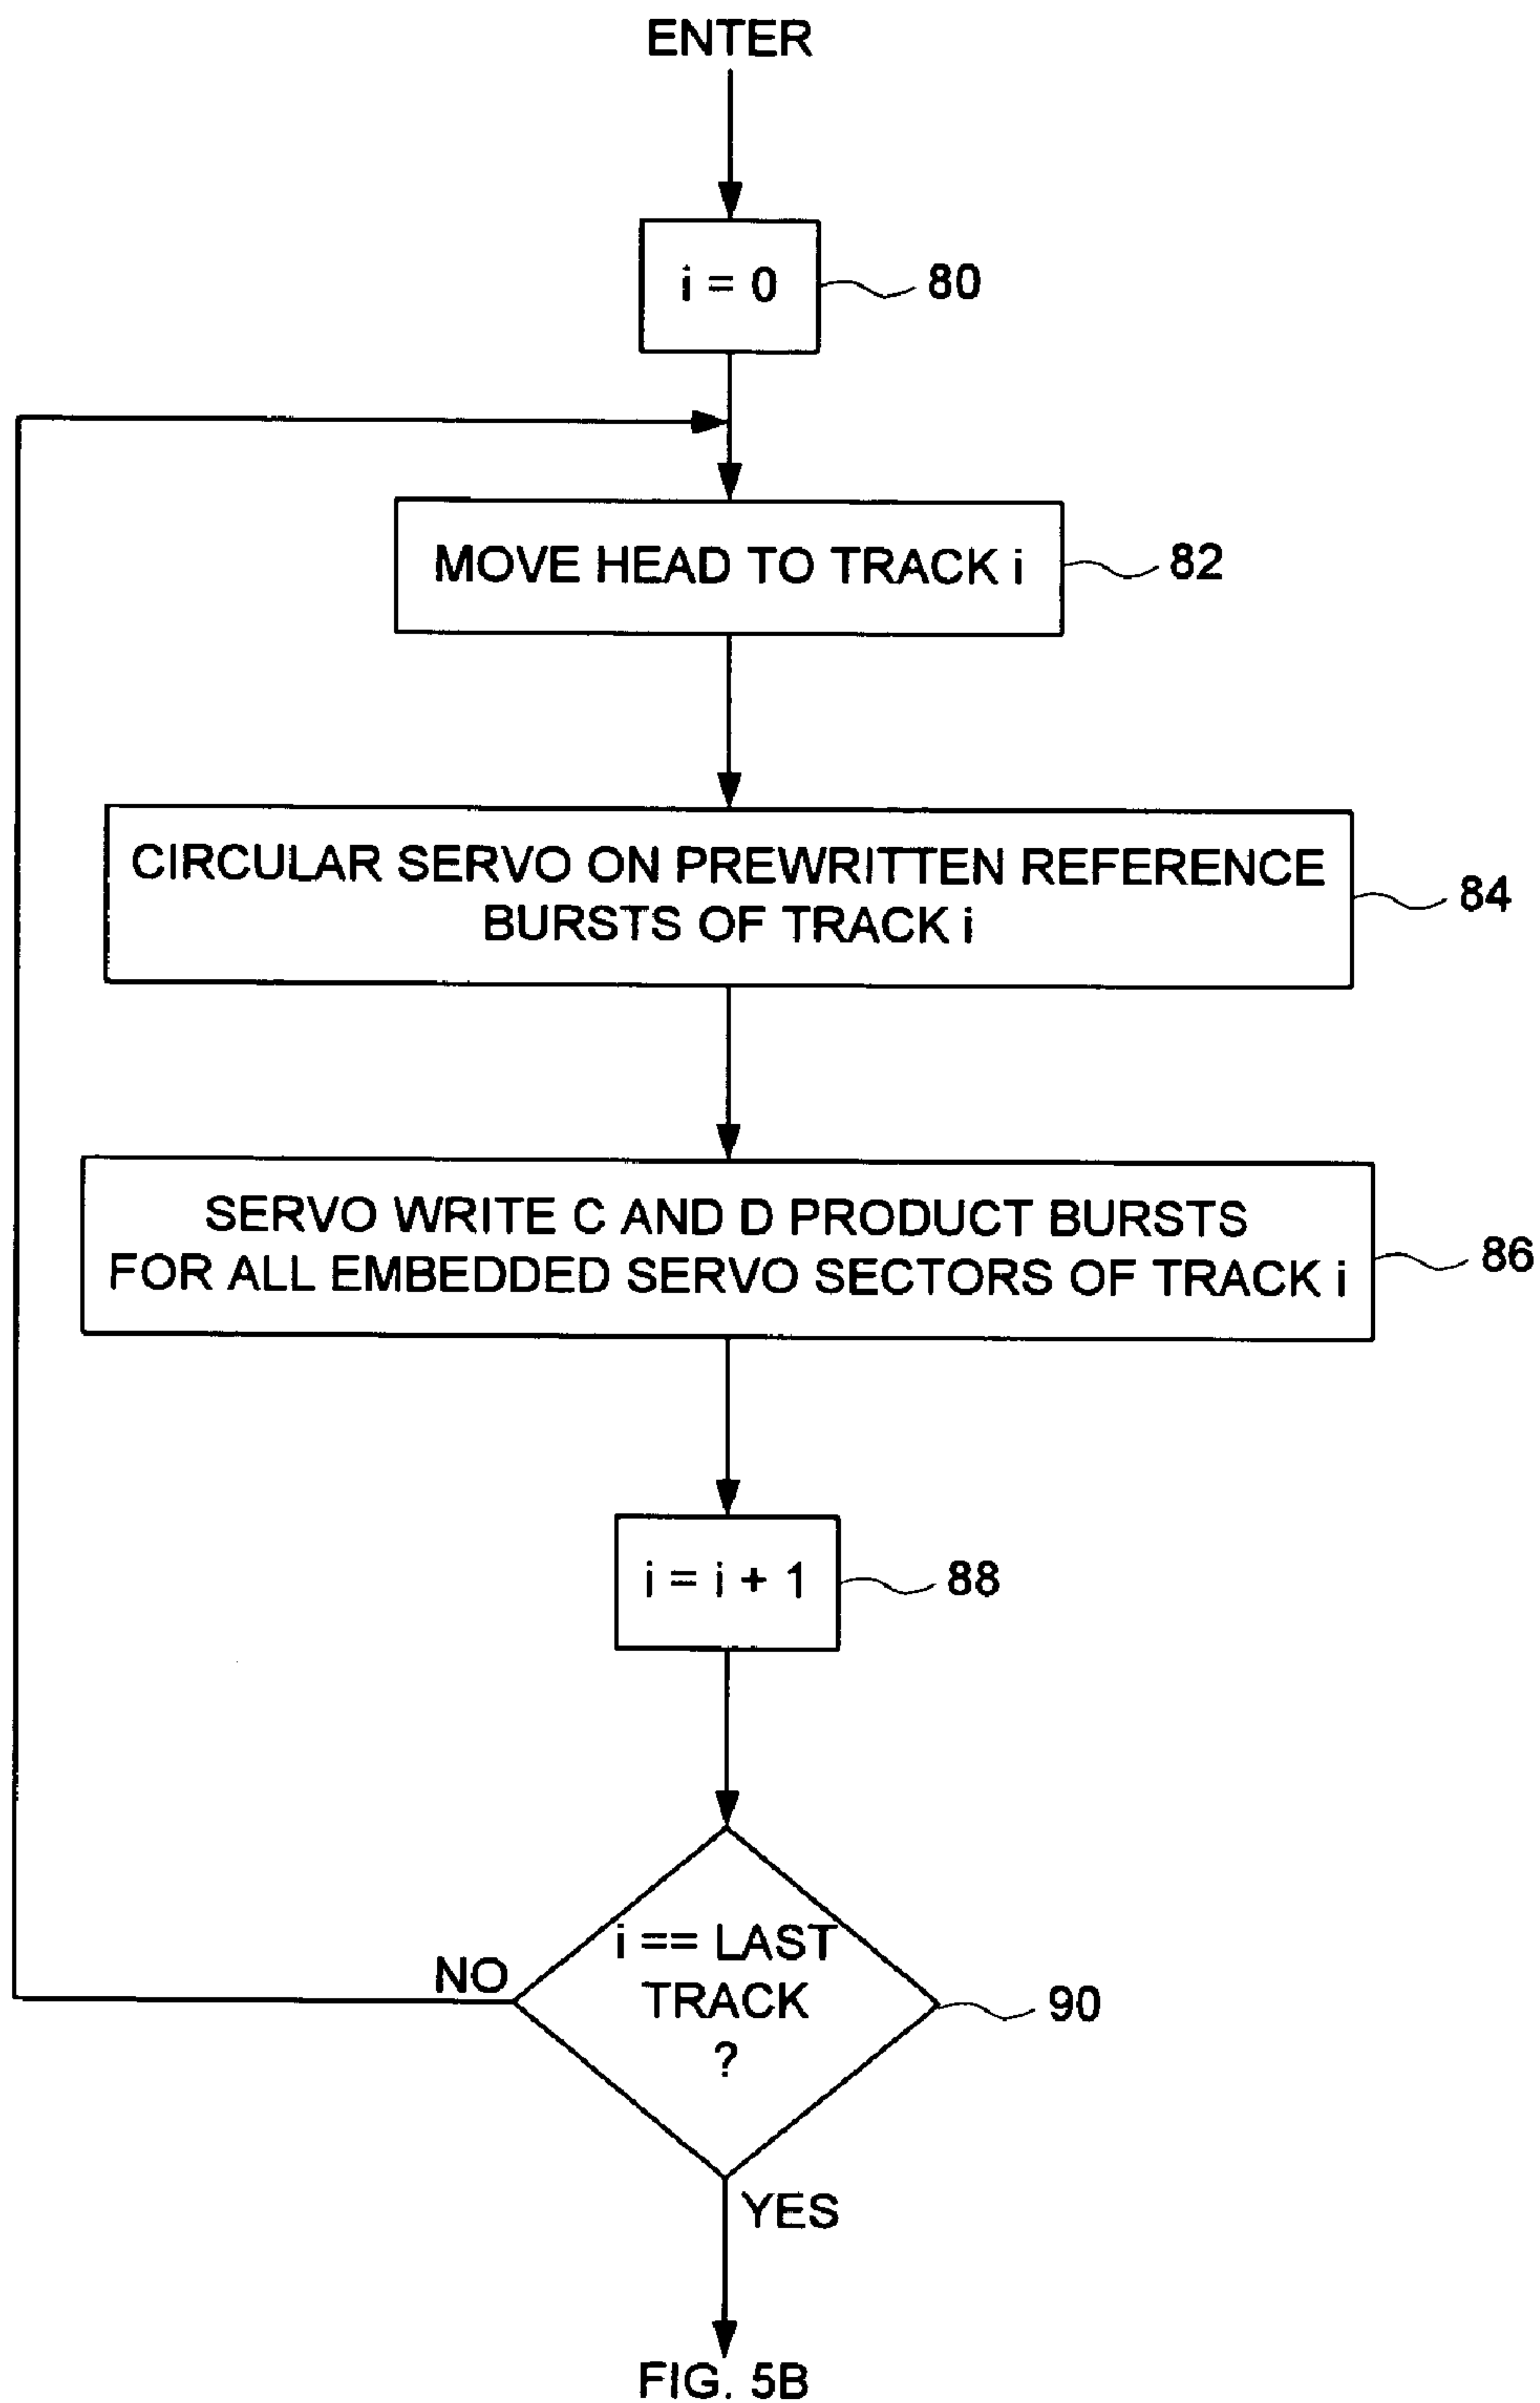 ENTER
i = 0
80
MOVE HEAD TO TRACK i
82
CIRCULAR SERVO ON PREWRITTEN REFERENCE
BURSTS OF TRACK i
84
SERVO WRITE C AND D PRODUCT BURSTS
FOR ALL EMBEDDED SERVO SECTORS OF TRACK i
86
i = i + 1
88
i == LAST
TRACK
?
NO
90
YES
FIG. 5B